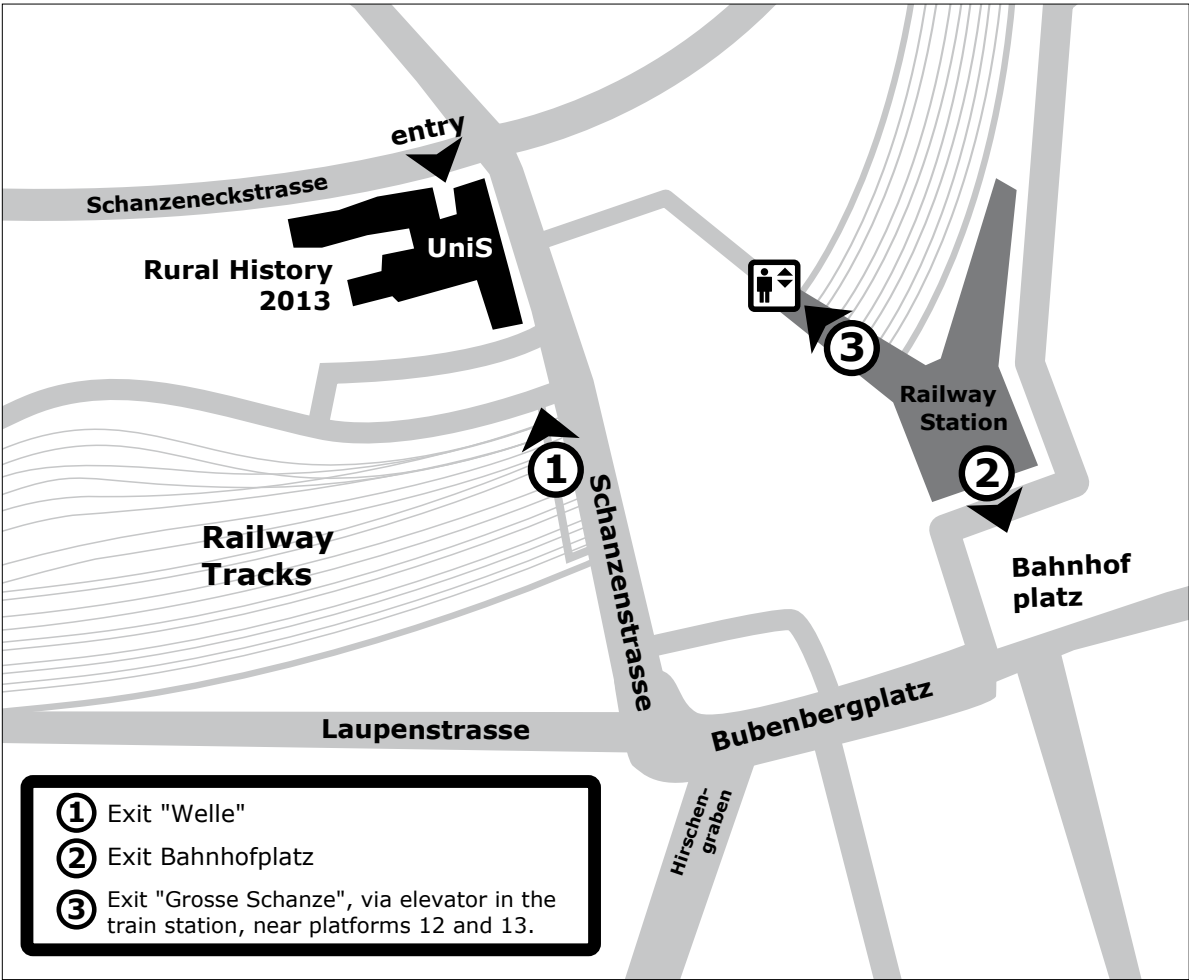 entry
Schanzeneckstrasse
UniS
Rural History
2013
3
Railway
Station
1
2
Schanzenstrasse
Railway
Tracks
Bahnhof
platz
Bubenbergplatz
Laupenstrasse
Hirschen-
graben
1 Exit "Welle"
2 Exit Bahnhofplatz
3 Exit "Grosse Schanze", via elevator in the
train station, near platforms 12 and 13.